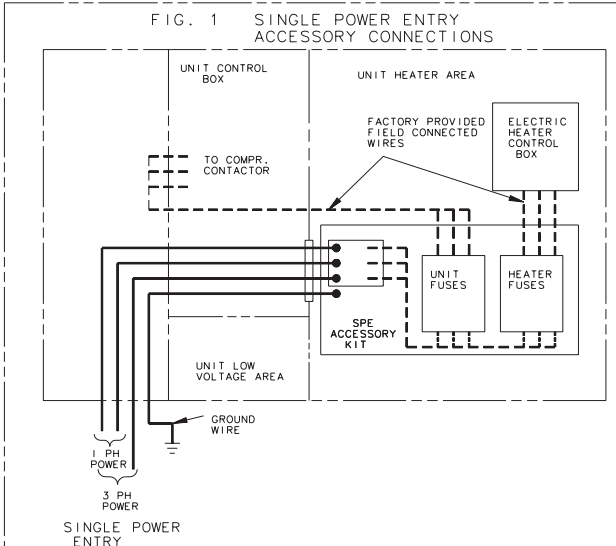 FIG. 1 SINGLE POWER ENTRY
ACCESSORY CONNECTIONS
UNIT CONTROL
BOX
UNIT HEATER AREA
FACTORY PROVIDED
FIELD CONNECTED
WIRES
ELECTRIC
HEATER
CONTROL
BOX
TO COMPR.
CONTACTOR
UNIT
FUSES
HEATER
FUSES
SPE
ACCESSORY
KIT
UNIT LOW
VOLTAGE AREA
GROUND
WIRE
1 PH
POWER
3 PH
POWER
SINGLE POWER
ENTRY